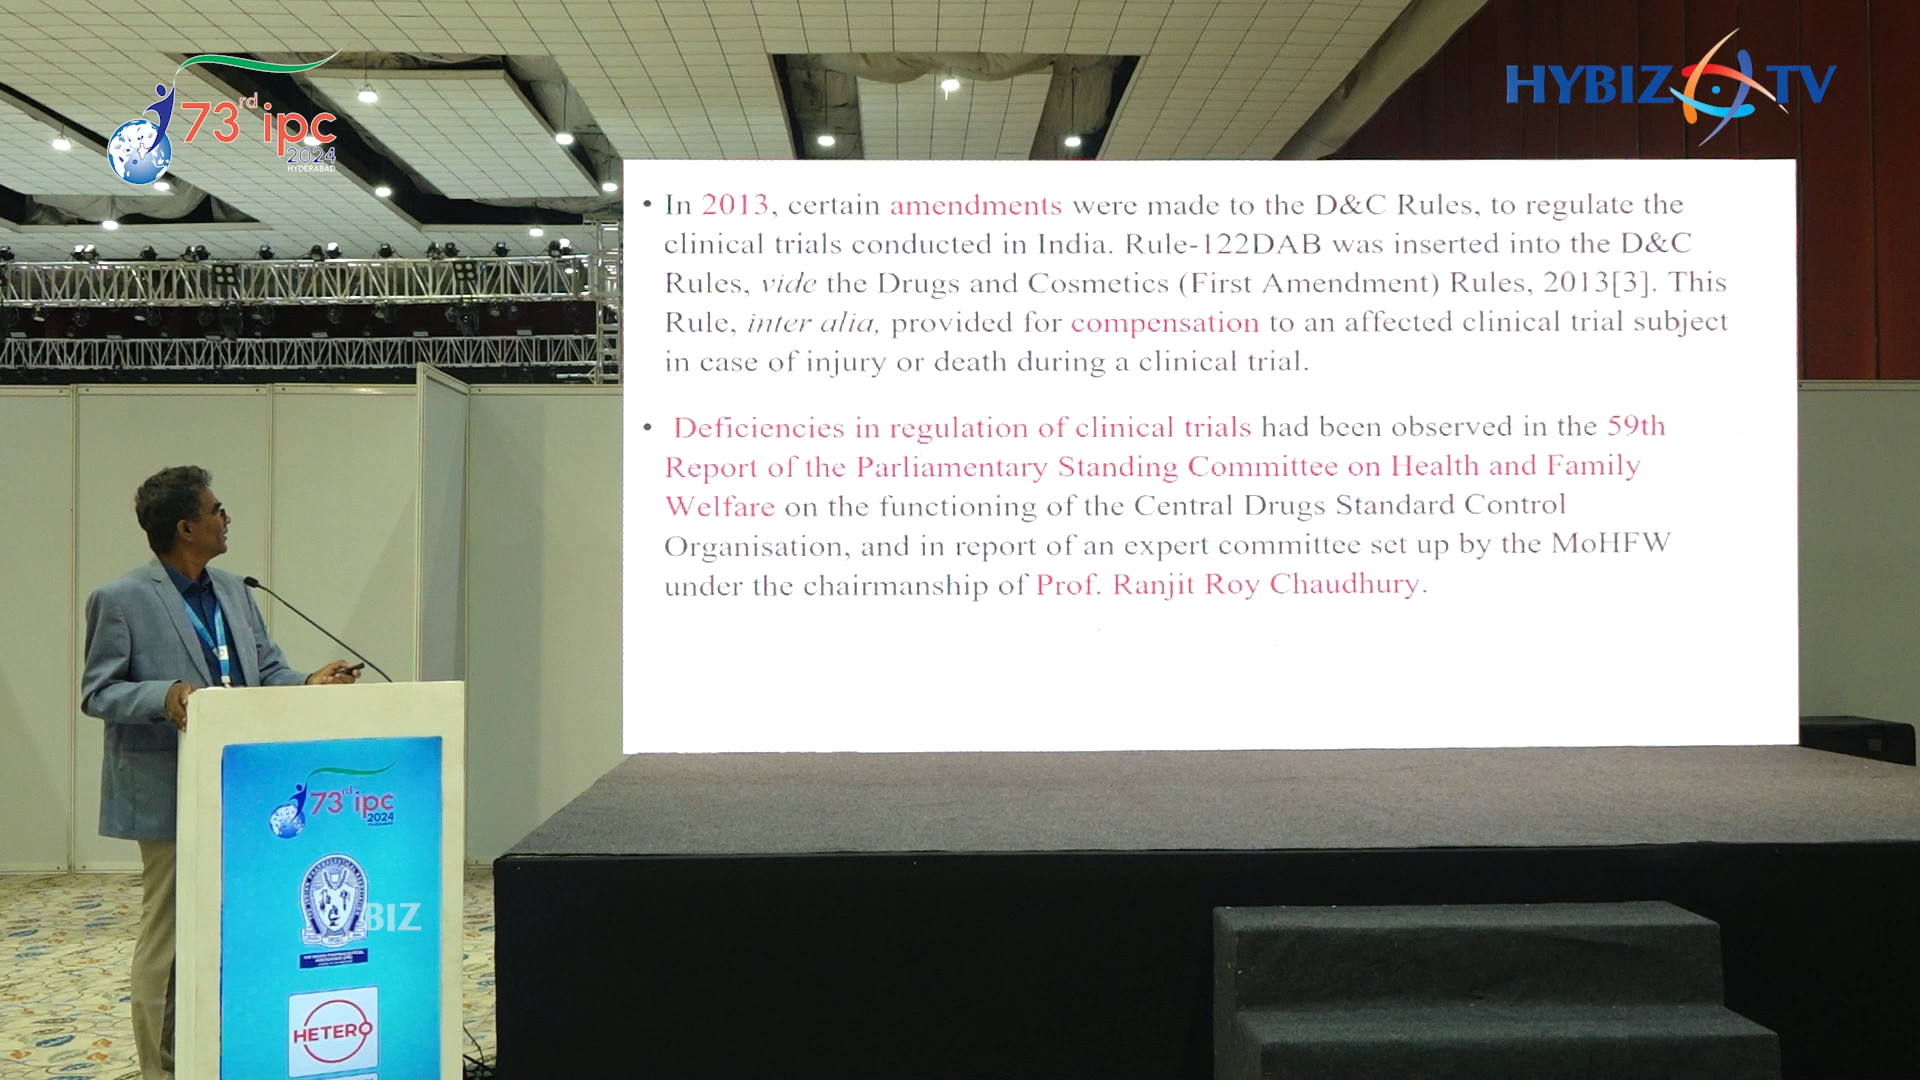 73rd ipc
2024
HYDERABAD
HYBIZ TV
• In 2013, certain amendments were made to the D&C Rules, to regulate the
clinical trials conducted in India. Rule-122DAB was inserted into the D&C
Rules, vide the Drugs and Cosmetics (First Amendment) Rules, 2013[3]. This
Rule, inter alia, provided for compensation to an affected clinical trial subject
in case of injury or death during a clinical trial.
• Deficiencies in regulation of clinical trials had been observed in the 59th
Report of the Parliamentary Standing Committee on Health and Family
Welfare on the functioning of the Central Drugs Standard Control
Organisation, and in report of an expert committee set up by the MoHFW
under the chairmanship of Prof. Ranjit Roy Chaudhury.
73rd ipc
2024
BIZ
HETERO